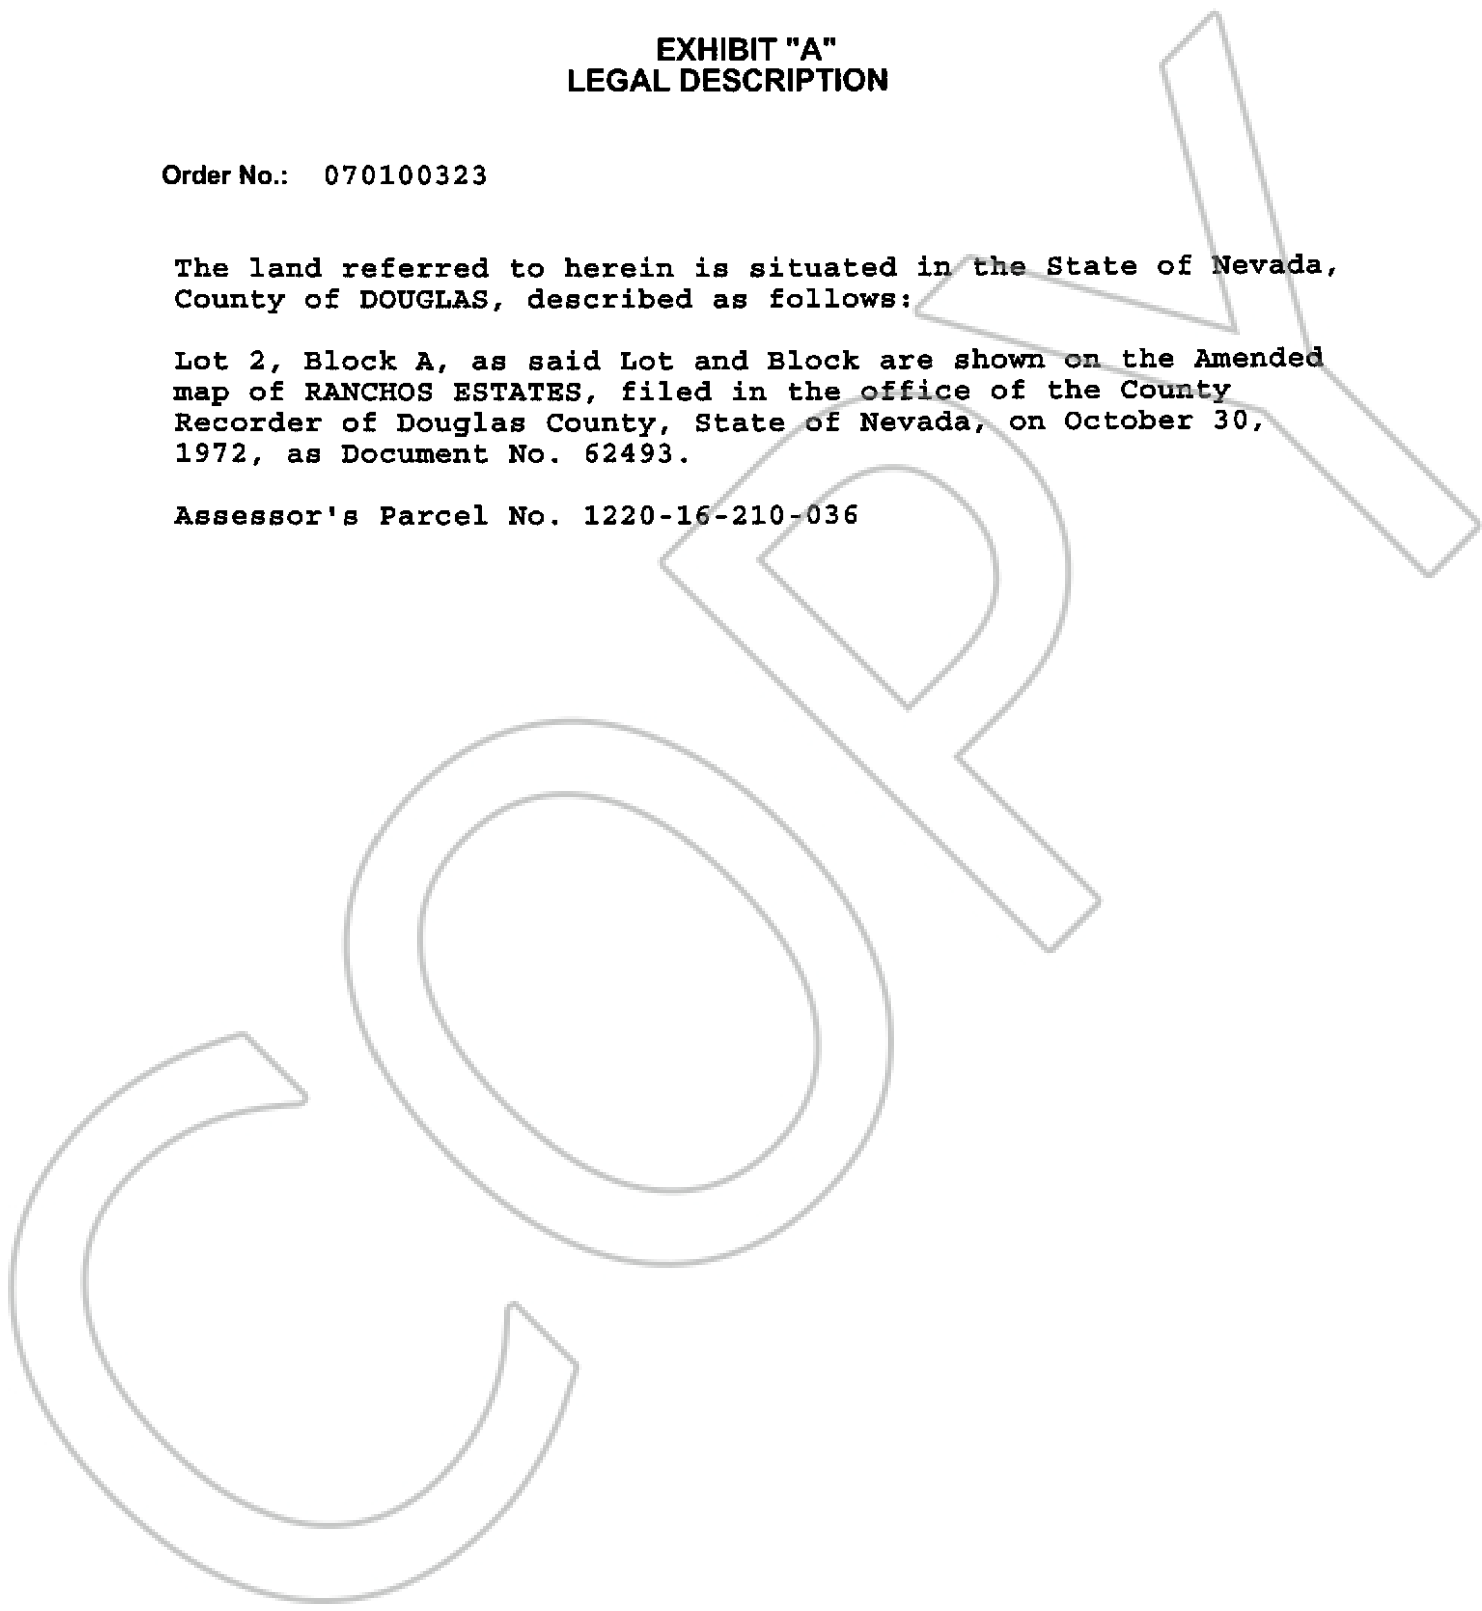 EXHIBIT "A"
LEGAL DESCRIPTION
Order No.: 070100323
The land referred to herein is situated in the State of Nevada,
County of DOUGLAS, described as follows:
Lot 2, Block A, as said Lot and Block are shown on the Amended
map of RANCHOS ESTATES, filed in the office of the County
Recorder of Douglas County, State of Nevada, on October 30,
1972, as Document No. 62493.
Assessor's Parcel No. 1220-16-210-036
COPY